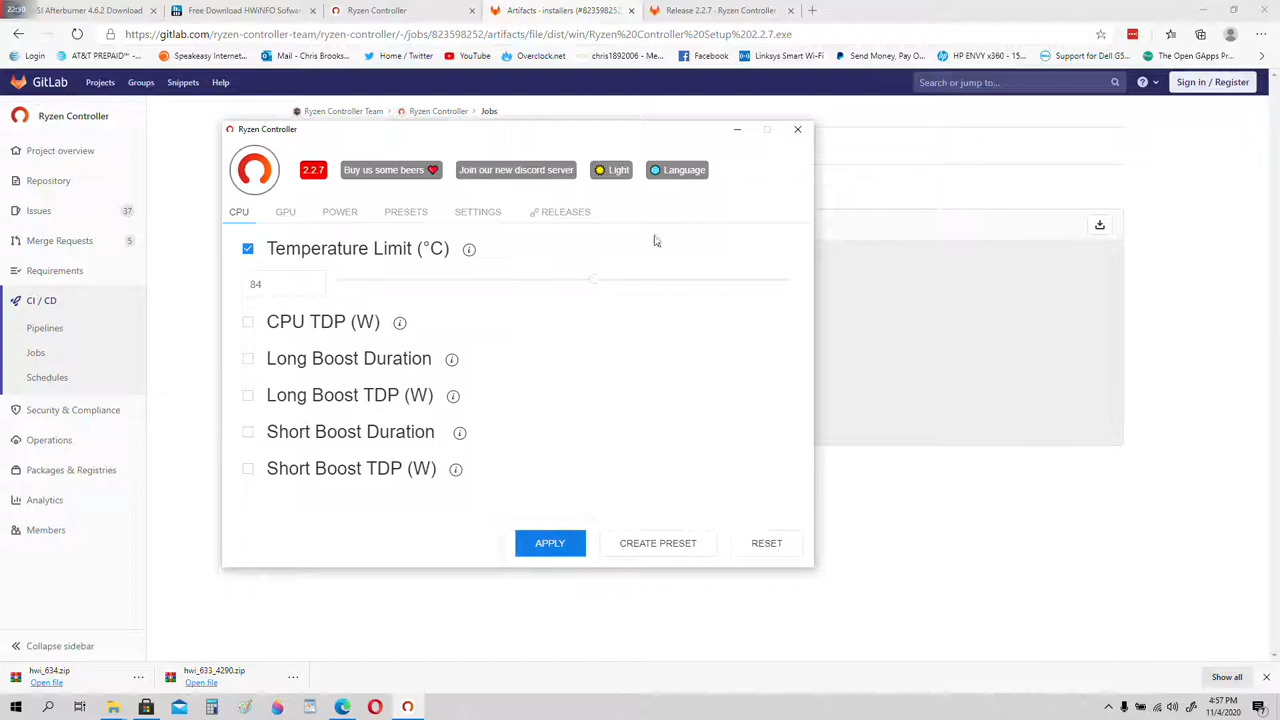 22:30
SI Afterburner 4.6.2 Download
Free Download HWiNFO Sofwa
Ryzen Controller
Artifacts - installers (#823598252
Release 2.2.7 - Ryzen Controller
https://gitlab.com/ryzen-controller-team/ryzen-controller/-/jobs/823598252/artifacts/file/dist/win/Ryzen%20Controller%20Setup%202.2.7.exe
Speakeasy Internet...
AT&T PREPAID™ -...
Mail - Chris Brooks...
Home / Twitter
YouTube
Overclock.net
chris1892006 - Me...
Facebook
Linksys Smart Wi-Fi
Send Money, Pay O...
HP ENVY x360 - 15...
Support for Dell G5...
The Open GApps Pr...
GitLab
Projects
Groups
Snippets
Help
Search or jump to...
Sign in / Register
Ryzen Controller
Project overview
Repository
Issues 37
Merge Requests 5
Requirements
CI / CD
Pipelines
Jobs
Schedules
Security & Compliance
Operations
Packages & Registries
Analytics
Members
Collapse sidebar
Ryzen Controller Team > Ryzen Controller > Jobs
Ryzen Controller
2.2.7
Buy us some beers
Join our new discord server
Light
Language
CPU
GPU
POWER
PRESETS
SETTINGS
RELEASES
Temperature Limit (°C)
84
CPU TDP (W)
Long Boost Duration
Long Boost TDP (W)
Short Boost Duration
Short Boost TDP (W)
APPLY
CREATE PRESET
RESET
hwi_634.zip
Open file
hwi_633_4290.zip
Open file
Show all
4:57 PM
11/4/2020